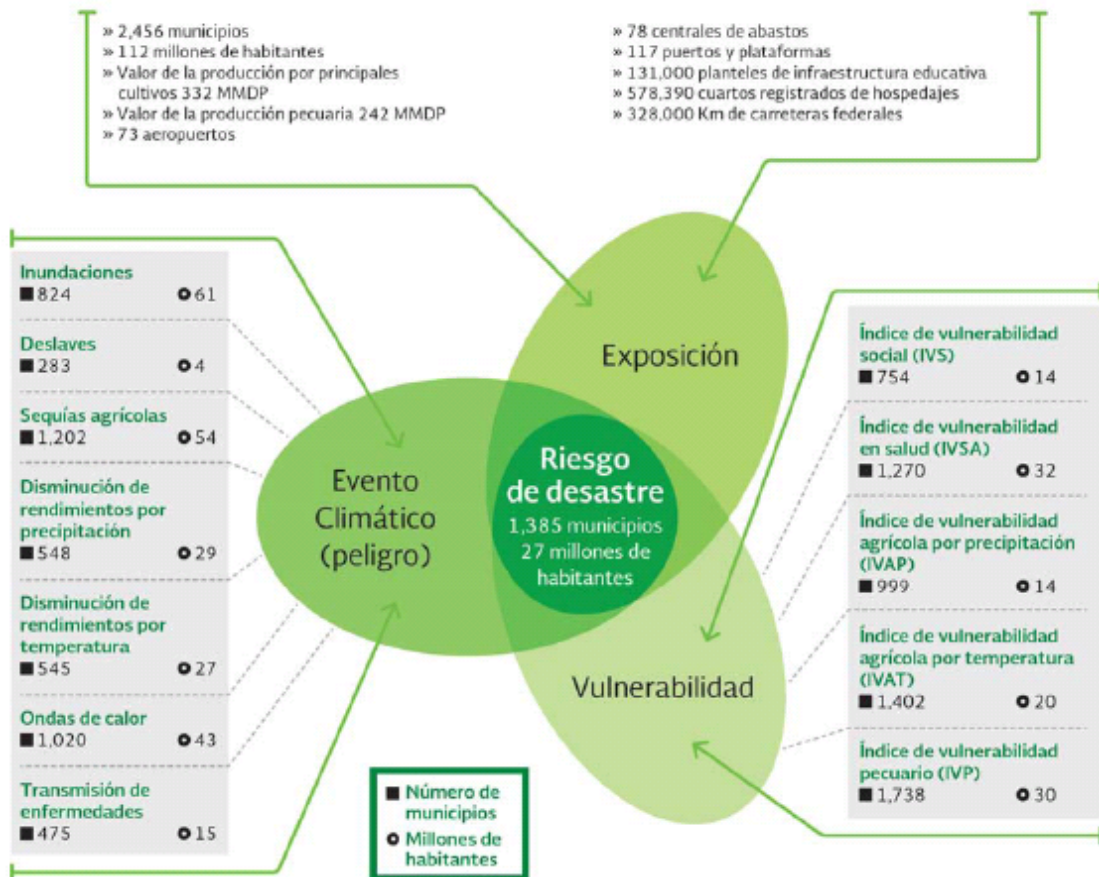 » 2,456 municipios
» 112 millones de habitantes
» Valor de la producción por principales
cultivos 332 MMDP
» Valor de la producción pecuaria 242 MMDP
» 73 aeropuertos
» 78 centrales de abastos
» 117 puertos y plataformas
» 131,000 planteles de infraestructura educativa
» 578,390 cuartos registrados de hospedajes
» 328,000 Km de carreteras federales
Inundaciones
824 61
Deslaves
283 4
Sequías agrícolas
1,202 54
Disminución de
rendimientos por
precipitación
548 29
Disminución de
rendimientos por
temperatura
545 27
Ondas de calor
1,020 43
Transmisión de
enfermedades
475 15
Exposición
Evento
Climático
(peligro)
Riesgo
de desastre
1,385 municipios
27 millones de
habitantes
Vulnerabilidad
Índice de vulnerabilidad
social (IVS)
754 14
Índice de vulnerabilidad
en salud (IVSA)
1,270 32
Índice de vulnerabilidad
agrícola por precipitación
(IVAP)
999 14
Índice de vulnerabilidad
agrícola por temperatura
(IVAT)
1,402 20
Índice de vulnerabilidad
pecuario (IVP)
1,738 30
Número de
municipios
Millones de
habitantes